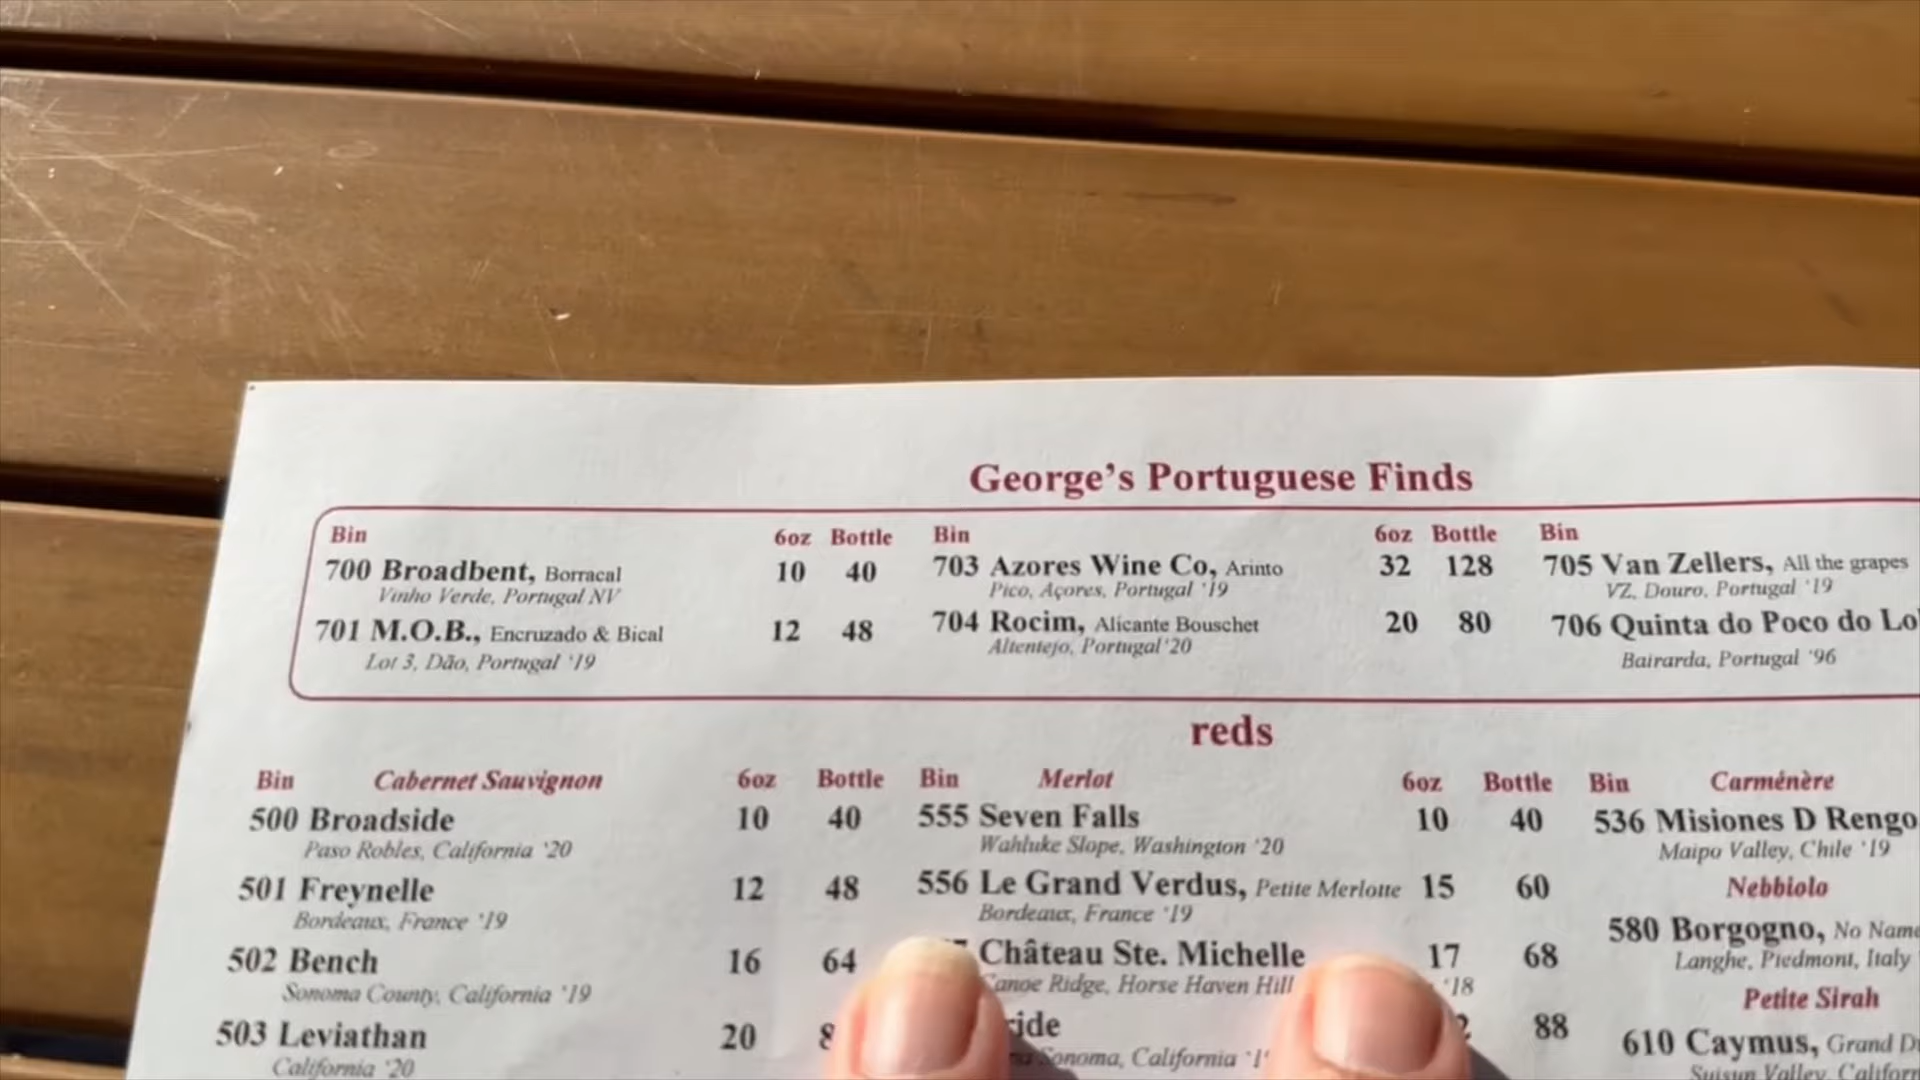 George's Portuguese Finds
Bin 6oz Bottle Bin 6oz Bottle Bin
700 Broadbent, Borracal 10 40 703 Azores Wine Co, Arinto 32 128 705 Van Zellers, All the grapes
Vinho Verde, Portugal NV Pico, Açores, Portugal '19 VZ, Douro, Portugal '19
701 M.O.B., Encruzado & Bical 12 48 704 Rocim, Alicante Bouschet 20 80 706 Quinta do Poco do
Lot 3, Dão, Portugal '19 Altentejo, Portugal '20 Bairarda, Portugal '96
reds
Bin Cabernet Sauvignon 6oz Bottle Bin Merlot 6oz Bottle Bin Carménère
500 Broadside 10 40 555 Seven Falls 10 40 536 Misiones D Rengo
Paso Robles, California '20 Wahluke Slope, Washington '20 Maipo Valley, Chile '19
501 Freynelle 12 48 556 Le Grand Verdus, Petite Merlotte 15 60 Nebbiolo
Bordeaux, France '19 Bordeaux, France '19 580 Borgogno, No Name
502 Bench 16 64 Château Ste. Michelle 17 68 Langhe, Piedmont, Italy
Sonoma County, California '19 Canoe Ridge, Horse Haven Hill '18 Petite Sirah
503 Leviathan 20 88 610 Caymus, Grand
California '20 Sonoma, California Suisun Valley,